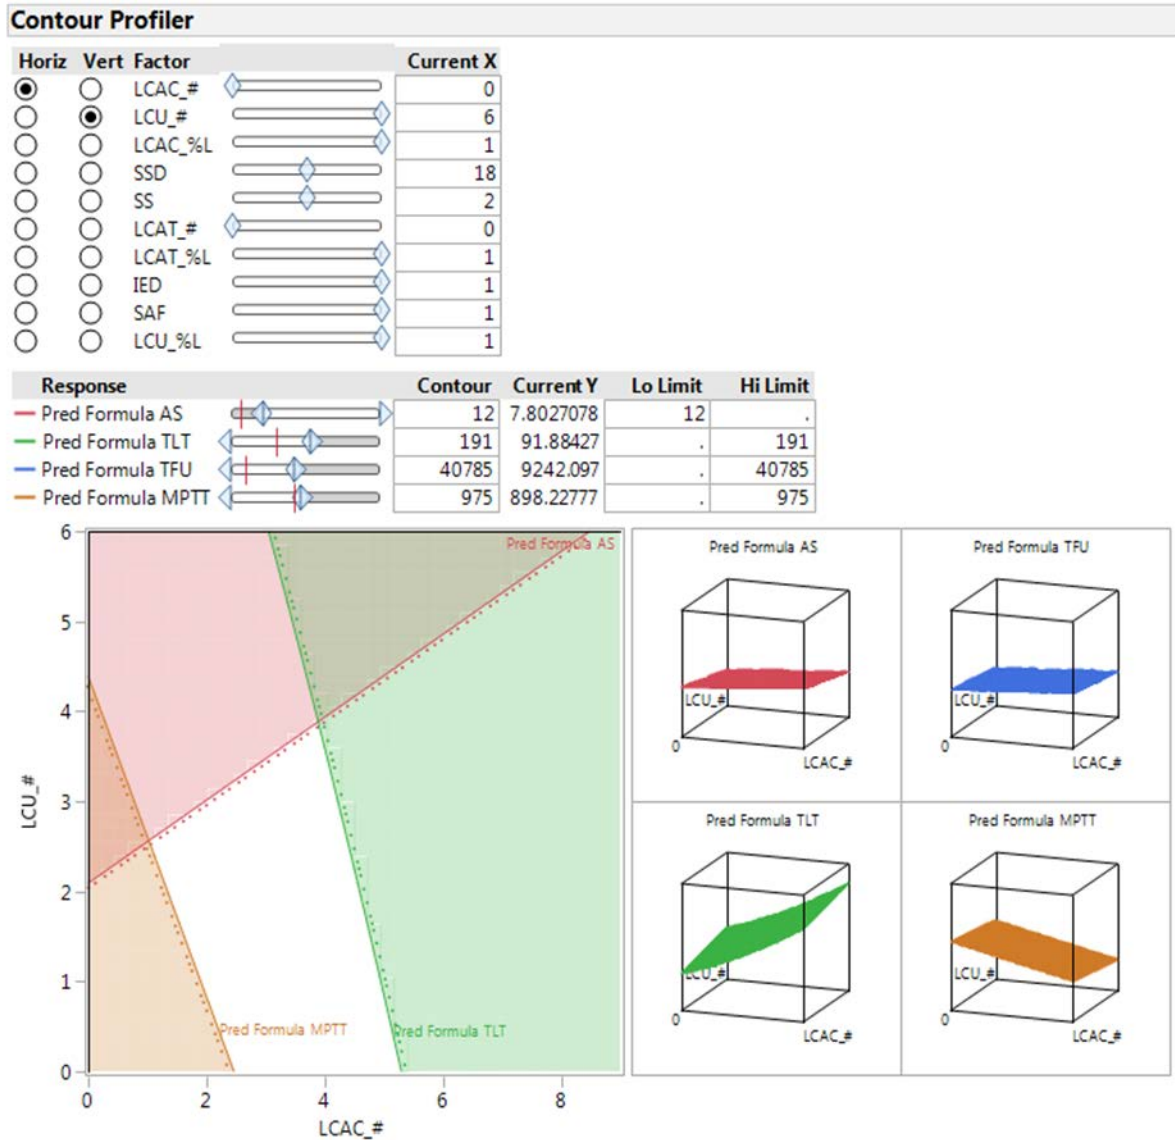 Contour Profiler
Horiz Vert Factor Current X
LCAC_# 0
LCU_# 6
LCAC_%L 1
SSD 18
SS 2
LCAT_# 0
LCAT_%L 1
IED 1
SAF 1
LCU_%L 1
Response Contour Current Y Lo Limit Hi Limit
Pred Formula AS 12 7.8027078 12 .
Pred Formula TLT 191 91.88427 . 191
Pred Formula TFU 40785 9242.097 . 40785
Pred Formula MPTT 975 898.22777 . 975
6
Pred Formula AS
5
4
3
2
1
0
LCU_#
Pred Formula MPTT
Pred Formula TLT
0 2 4 6 8
LCAC_#
Pred Formula AS
LCU_#
0
LCAC_#
Pred Formula TFU
LCU_#
0
LCAC_#
Pred Formula TLT
LCU_#
0
LCAC_#
Pred Formula MPTT
LCU_#
0
LCAC_#